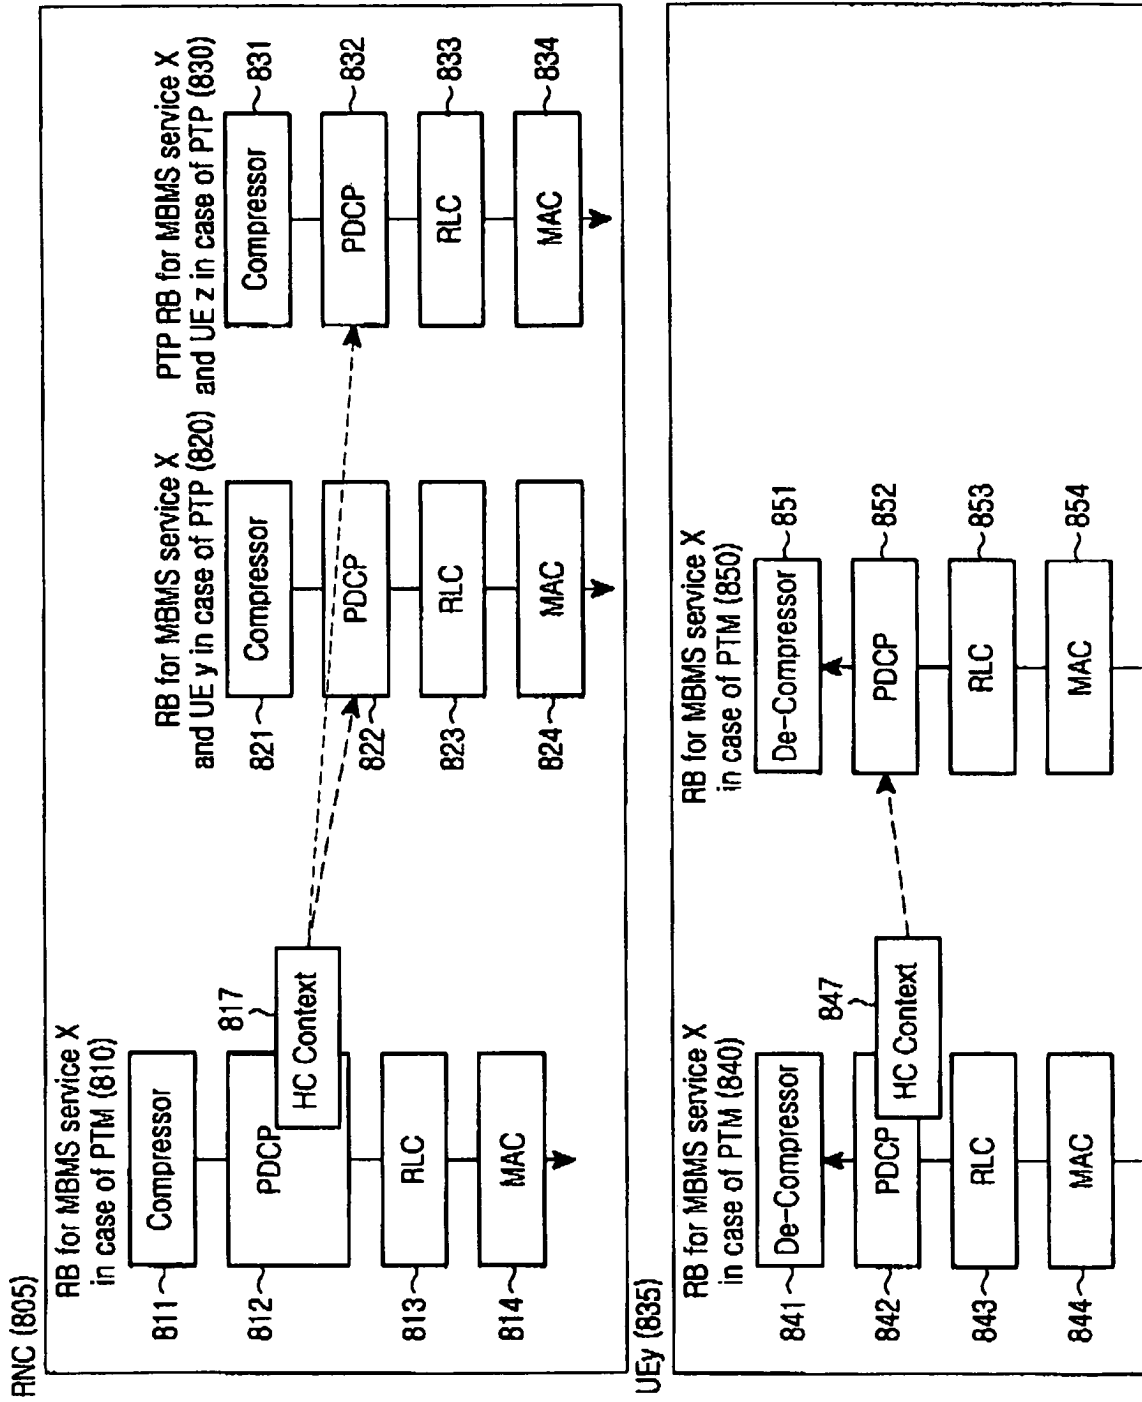 RNC (805)
RB for MBMS service X
in case of PTM (810)
811
Compressor
812
PDCP
817
HC Context
813
RLC
814
MAC
RB for MBMS service X
and UE y in case of PTP (820)
821
Compressor
822
PDCP
823
RLC
824
MAC
PTP RB for MBMS service X
and UE z in case of PTP (830)
Compressor
831
PDCP
832
RLC
833
MAC
834
UEy (835)
RB for MBMS service X
in case of PTM (840)
841
De-Compressor
842
PDCP
847
HC Context
843
RLC
844
MAC
RB for MBMS service X
in case of PTM (850)
De-Compressor
851
PDCP
852
RLC
853
MAC
854